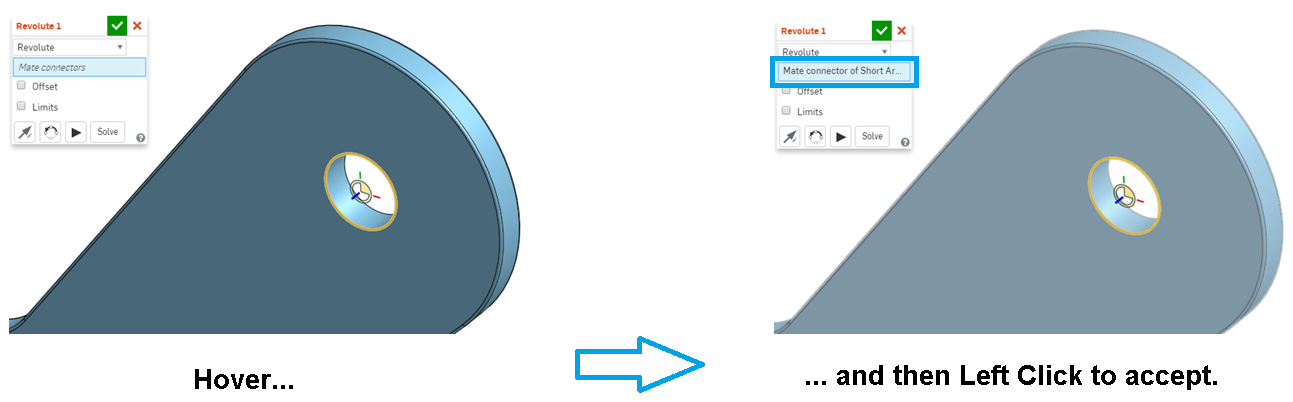 Revolute 1
Revolute
Mate connectors
Offset
Limits
Solve
Hover...
Revolute 1
Revolute
Mate connector of Short Ar...
Offset
Limits
Solve
... and then Left Click to accept.